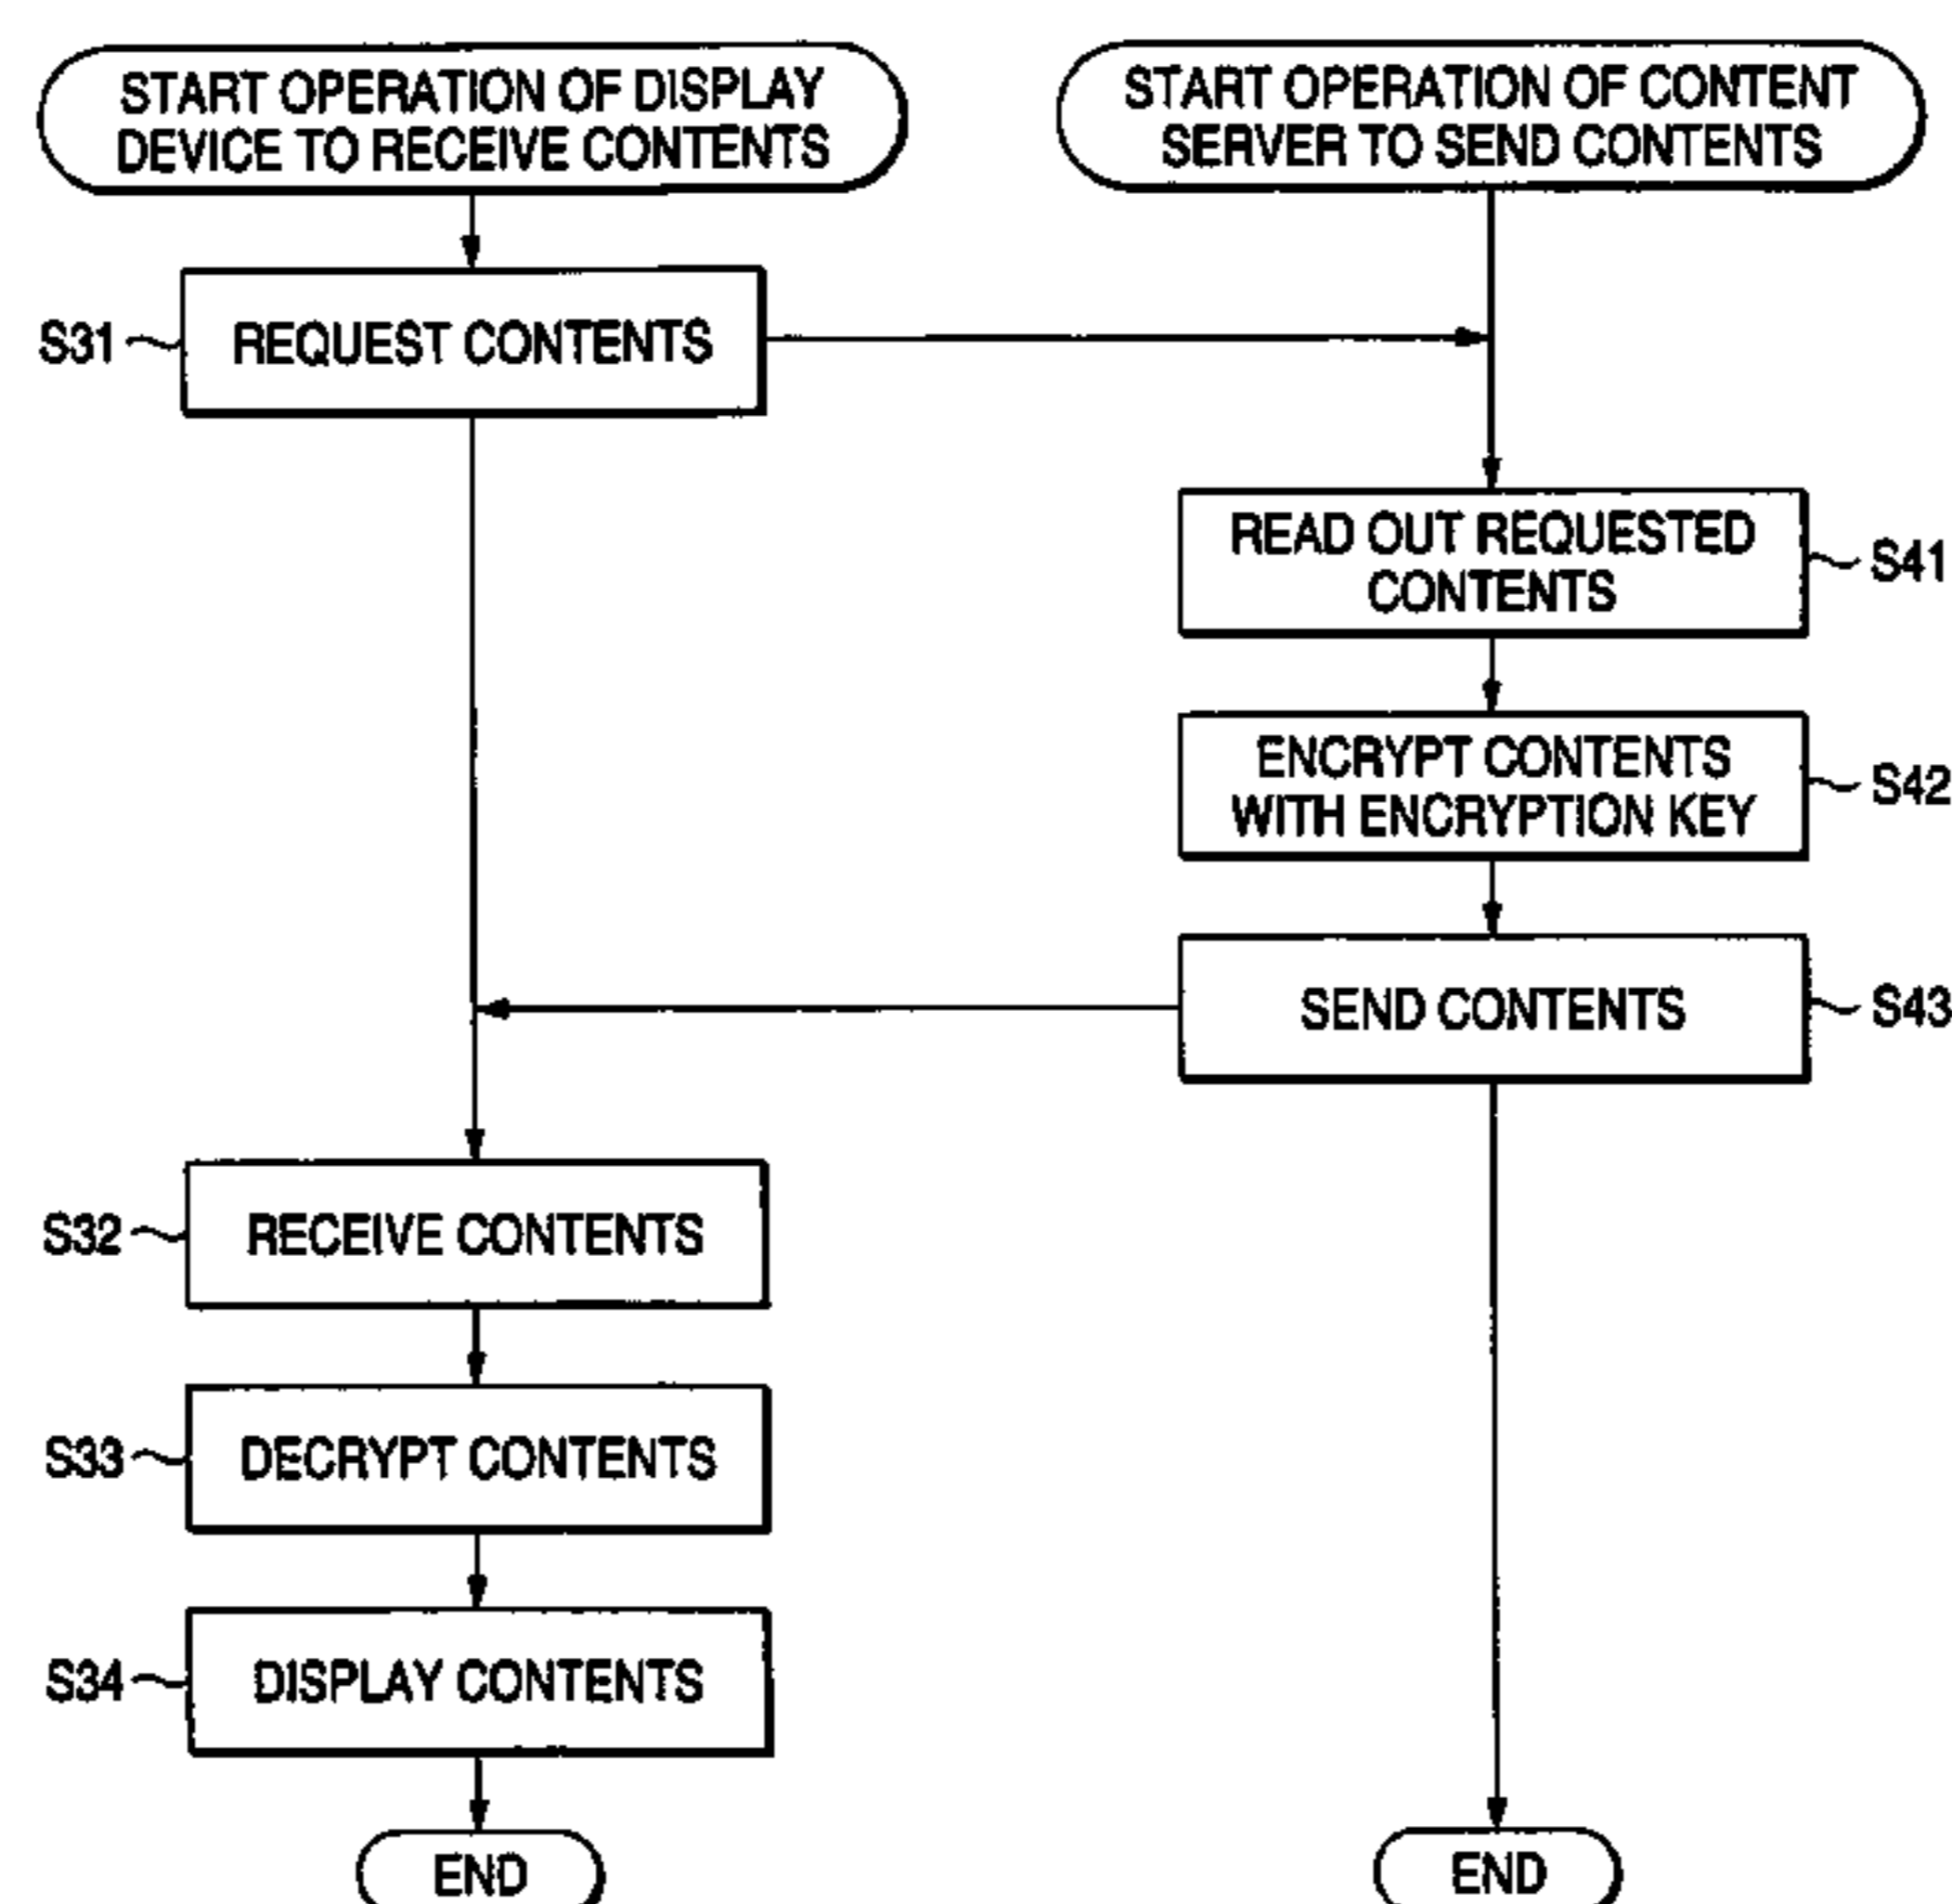 START OPERATION OF DISPLAY
DEVICE TO RECEIVE CONTENTS
START OPERATION OF CONTENT
SERVER TO SEND CONTENTS
S31
REQUEST CONTENTS
READ OUT REQUESTED
CONTENTS
S41
ENCRYPT CONTENTS
WITH ENCRYPTION KEY
S42
SEND CONTENTS
S43
S32
RECEIVE CONTENTS
S33
DECRYPT CONTENTS
S34
DISPLAY CONTENTS
END
END